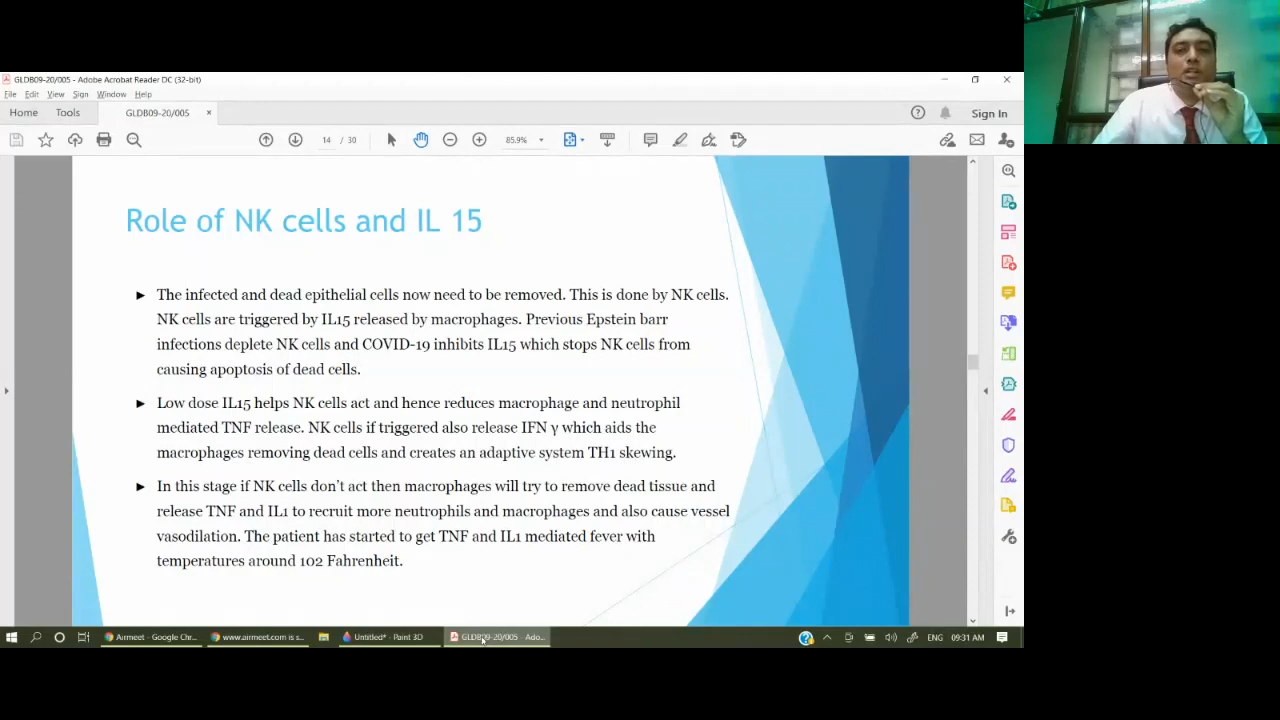 GLDB09-20/005 - Adobe Acrobat Reader DC (32-bit)
File Edit View Sign Window Help
Home Tools GLDB09-20/005 × Sign In
14 / 30 85.9%
Role of NK cells and IL 15
► The infected and dead epithelial cells now need to be removed. This is done by NK cells.
NK cells are triggered by IL15 released by macrophages. Previous Epstein barr
infections deplete NK cells and COVID-19 inhibits IL15 which stops NK cells from
causing apoptosis of dead cells.
► Low dose IL15 helps NK cells act and hence reduces macrophage and neutrophil
mediated TNF release. NK cells if triggered also release IFN γ which aids the
macrophages removing dead cells and creates an adaptive system TH1 skewing.
► In this stage if NK cells don't act then macrophages will try to remove dead tissue and
release TNF and IL1 to recruit more neutrophils and macrophages and also cause vessel
vasodilation. The patient has started to get TNF and IL1 mediated fever with
temperatures around 102 Fahrenheit.
Airmeet - Google Chr... www.airmeet.com is s... Untitled* - Paint 3D GLDB09-20/005 - Ado... ENG 09:31 AM